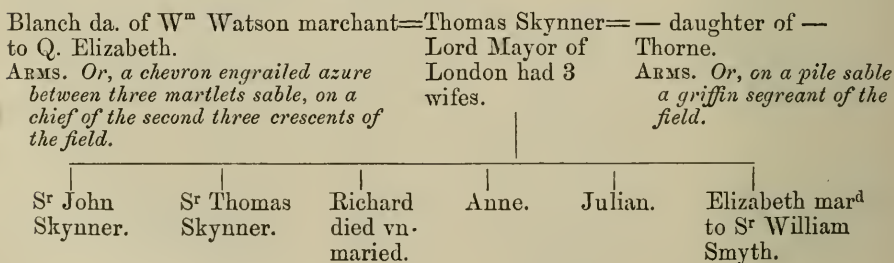 Blanch da. of Wᵐ Watson marchant=Thomas Skynner=— daughter of —
to Q. Elizabeth.
Arms. Or, a chevron engrailed azure
between three martlets sable, on a
chief of the second three crescents of
the field.
Lord Mayor of
London had 3
wifes.
Thorne.
Arms. Or, on a pile sable
a griffin segreant of the
field.
Sʳ John
Skynner.
Sʳ Thomas
Skynner.
Richard
died vn-
maried.
Anne.
Julian.
Elizabeth marᵈ
to Sʳ William
Smyth.